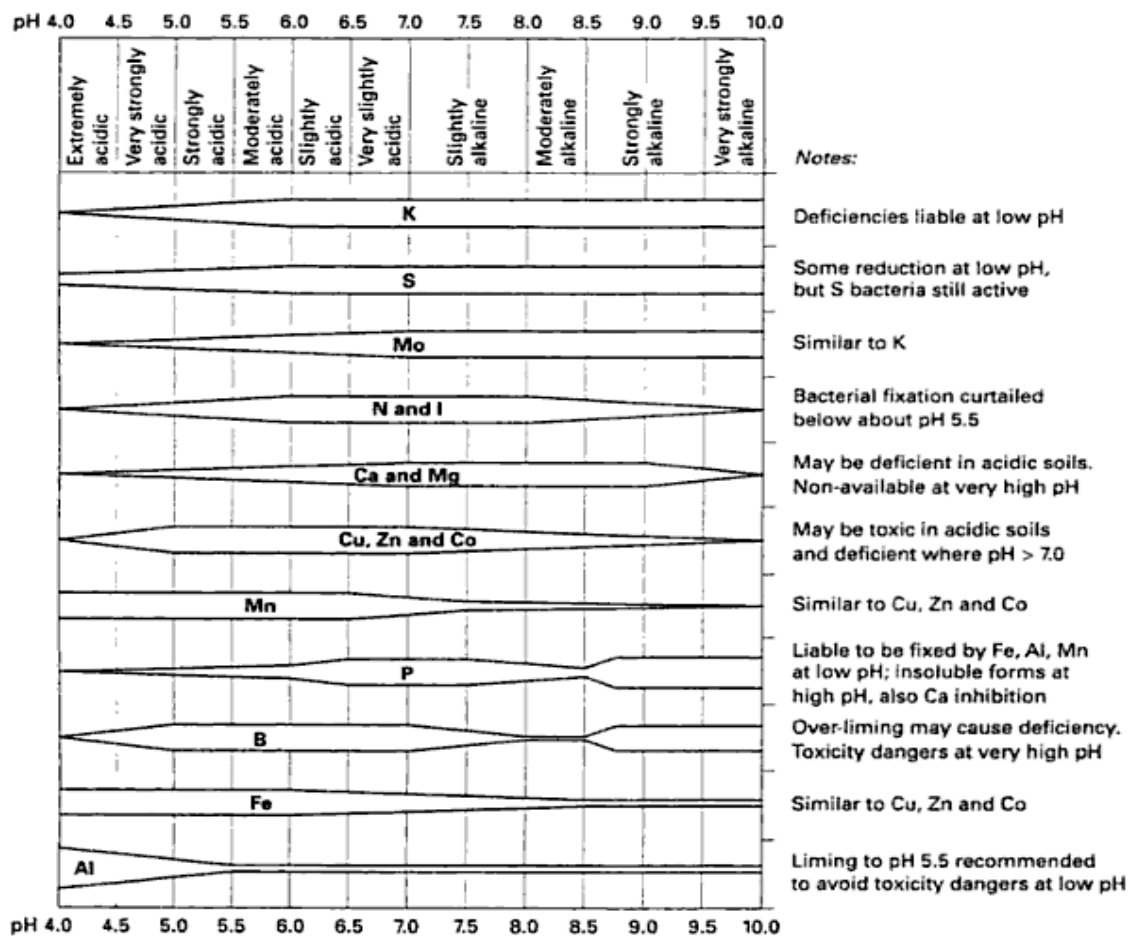 pH 4.0 4.5 5.0 5.5 6.0 6.5 7.0 7.5 8.0 8.5 9.0 9.5 10.0
Extremely
acidic
Very strongly
acidic
Strongly
acidic
Moderately
acidic
Slightly
acidic
Very slightly
acidic
Slightly
alkaline
Moderately
alkaline
Strongly
alkaline
Very strongly
alkaline
Notes:
K
Deficiencies liable at low pH
S
Some reduction at low pH,
but S bacteria still active
Mo
Similar to K
N and I
Bacterial fixation curtailed
below about pH 5.5
Ca and Mg
May be deficient in acidic soils.
Non-available at very high pH
Cu, Zn and Co
May be toxic in acidic soils
and deficient where pH > 7.0
Mn
Similar to Cu, Zn and Co
P
Liable to be fixed by Fe, Al, Mn
at low pH; insoluble forms at
high pH, also Ca inhibition
B
Over-liming may cause deficiency.
Toxicity dangers at very high pH
Fe
Similar to Cu, Zn and Co
Al
Liming to pH 5.5 recommended
to avoid toxicity dangers at low pH
pH 4.0 4.5 5.0 5.5 6.0 6.5 7.0 7.5 8.0 8.5 9.0 9.5 10.0